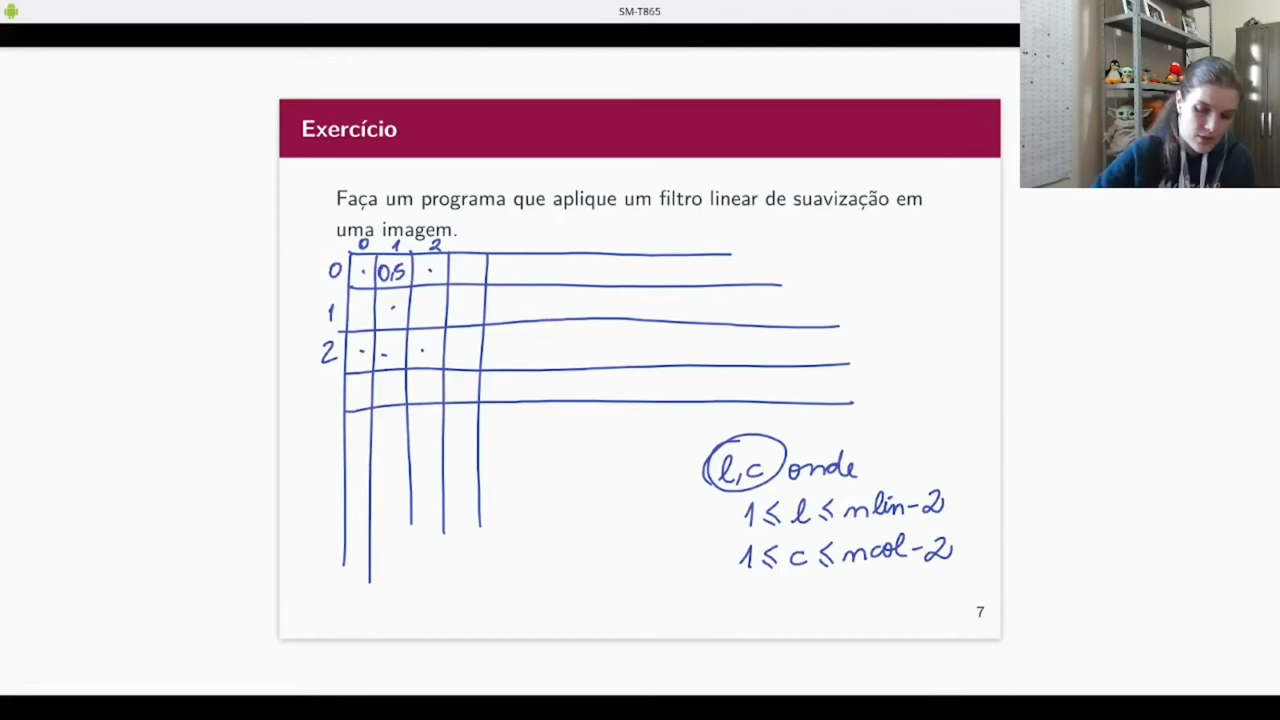 SM-T865
Exercício
Faça um programa que aplique um filtro linear de suavização em
uma imagem.
0 1 2
0 · 0,5 ·
1 ·
2 · - ·
l,c onde
1 ≤ l ≤ nlin-2
1 ≤ c ≤ ncol-2
7